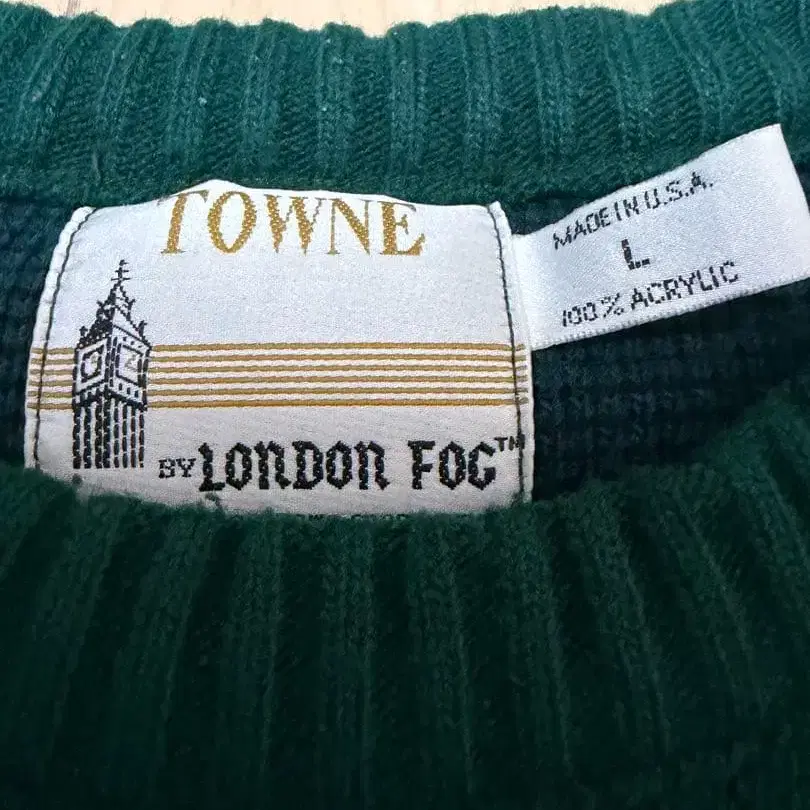 TOWNE
BY LONDON FOG™
MADE IN U.S.A.
L
100% ACRYLIC